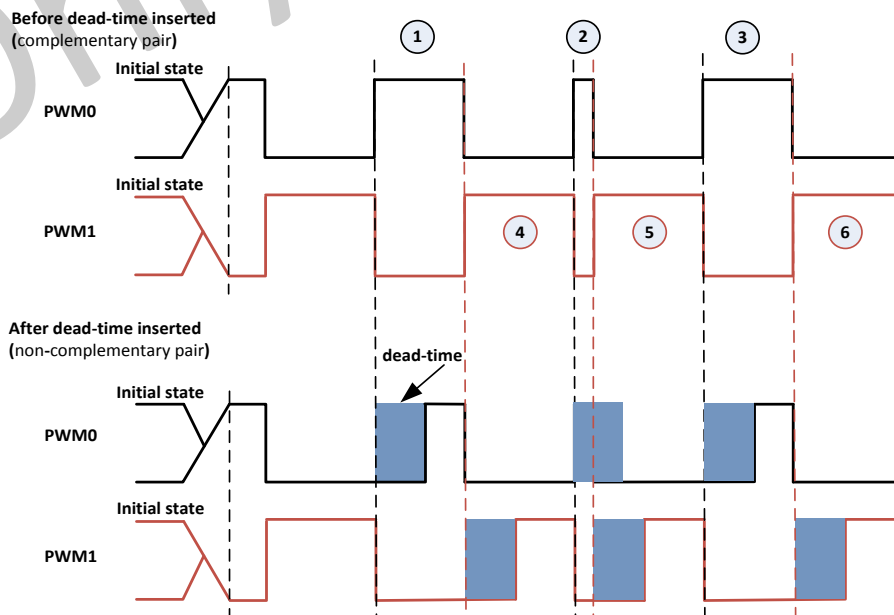 Before dead-time inserted
(complementary pair)
1
2
3
Initial state
PWM0
Initial state
PWM1
4
5
6
After dead-time inserted
(non-complementary pair)
dead-time
Initial state
PWM0
Initial state
PWM1